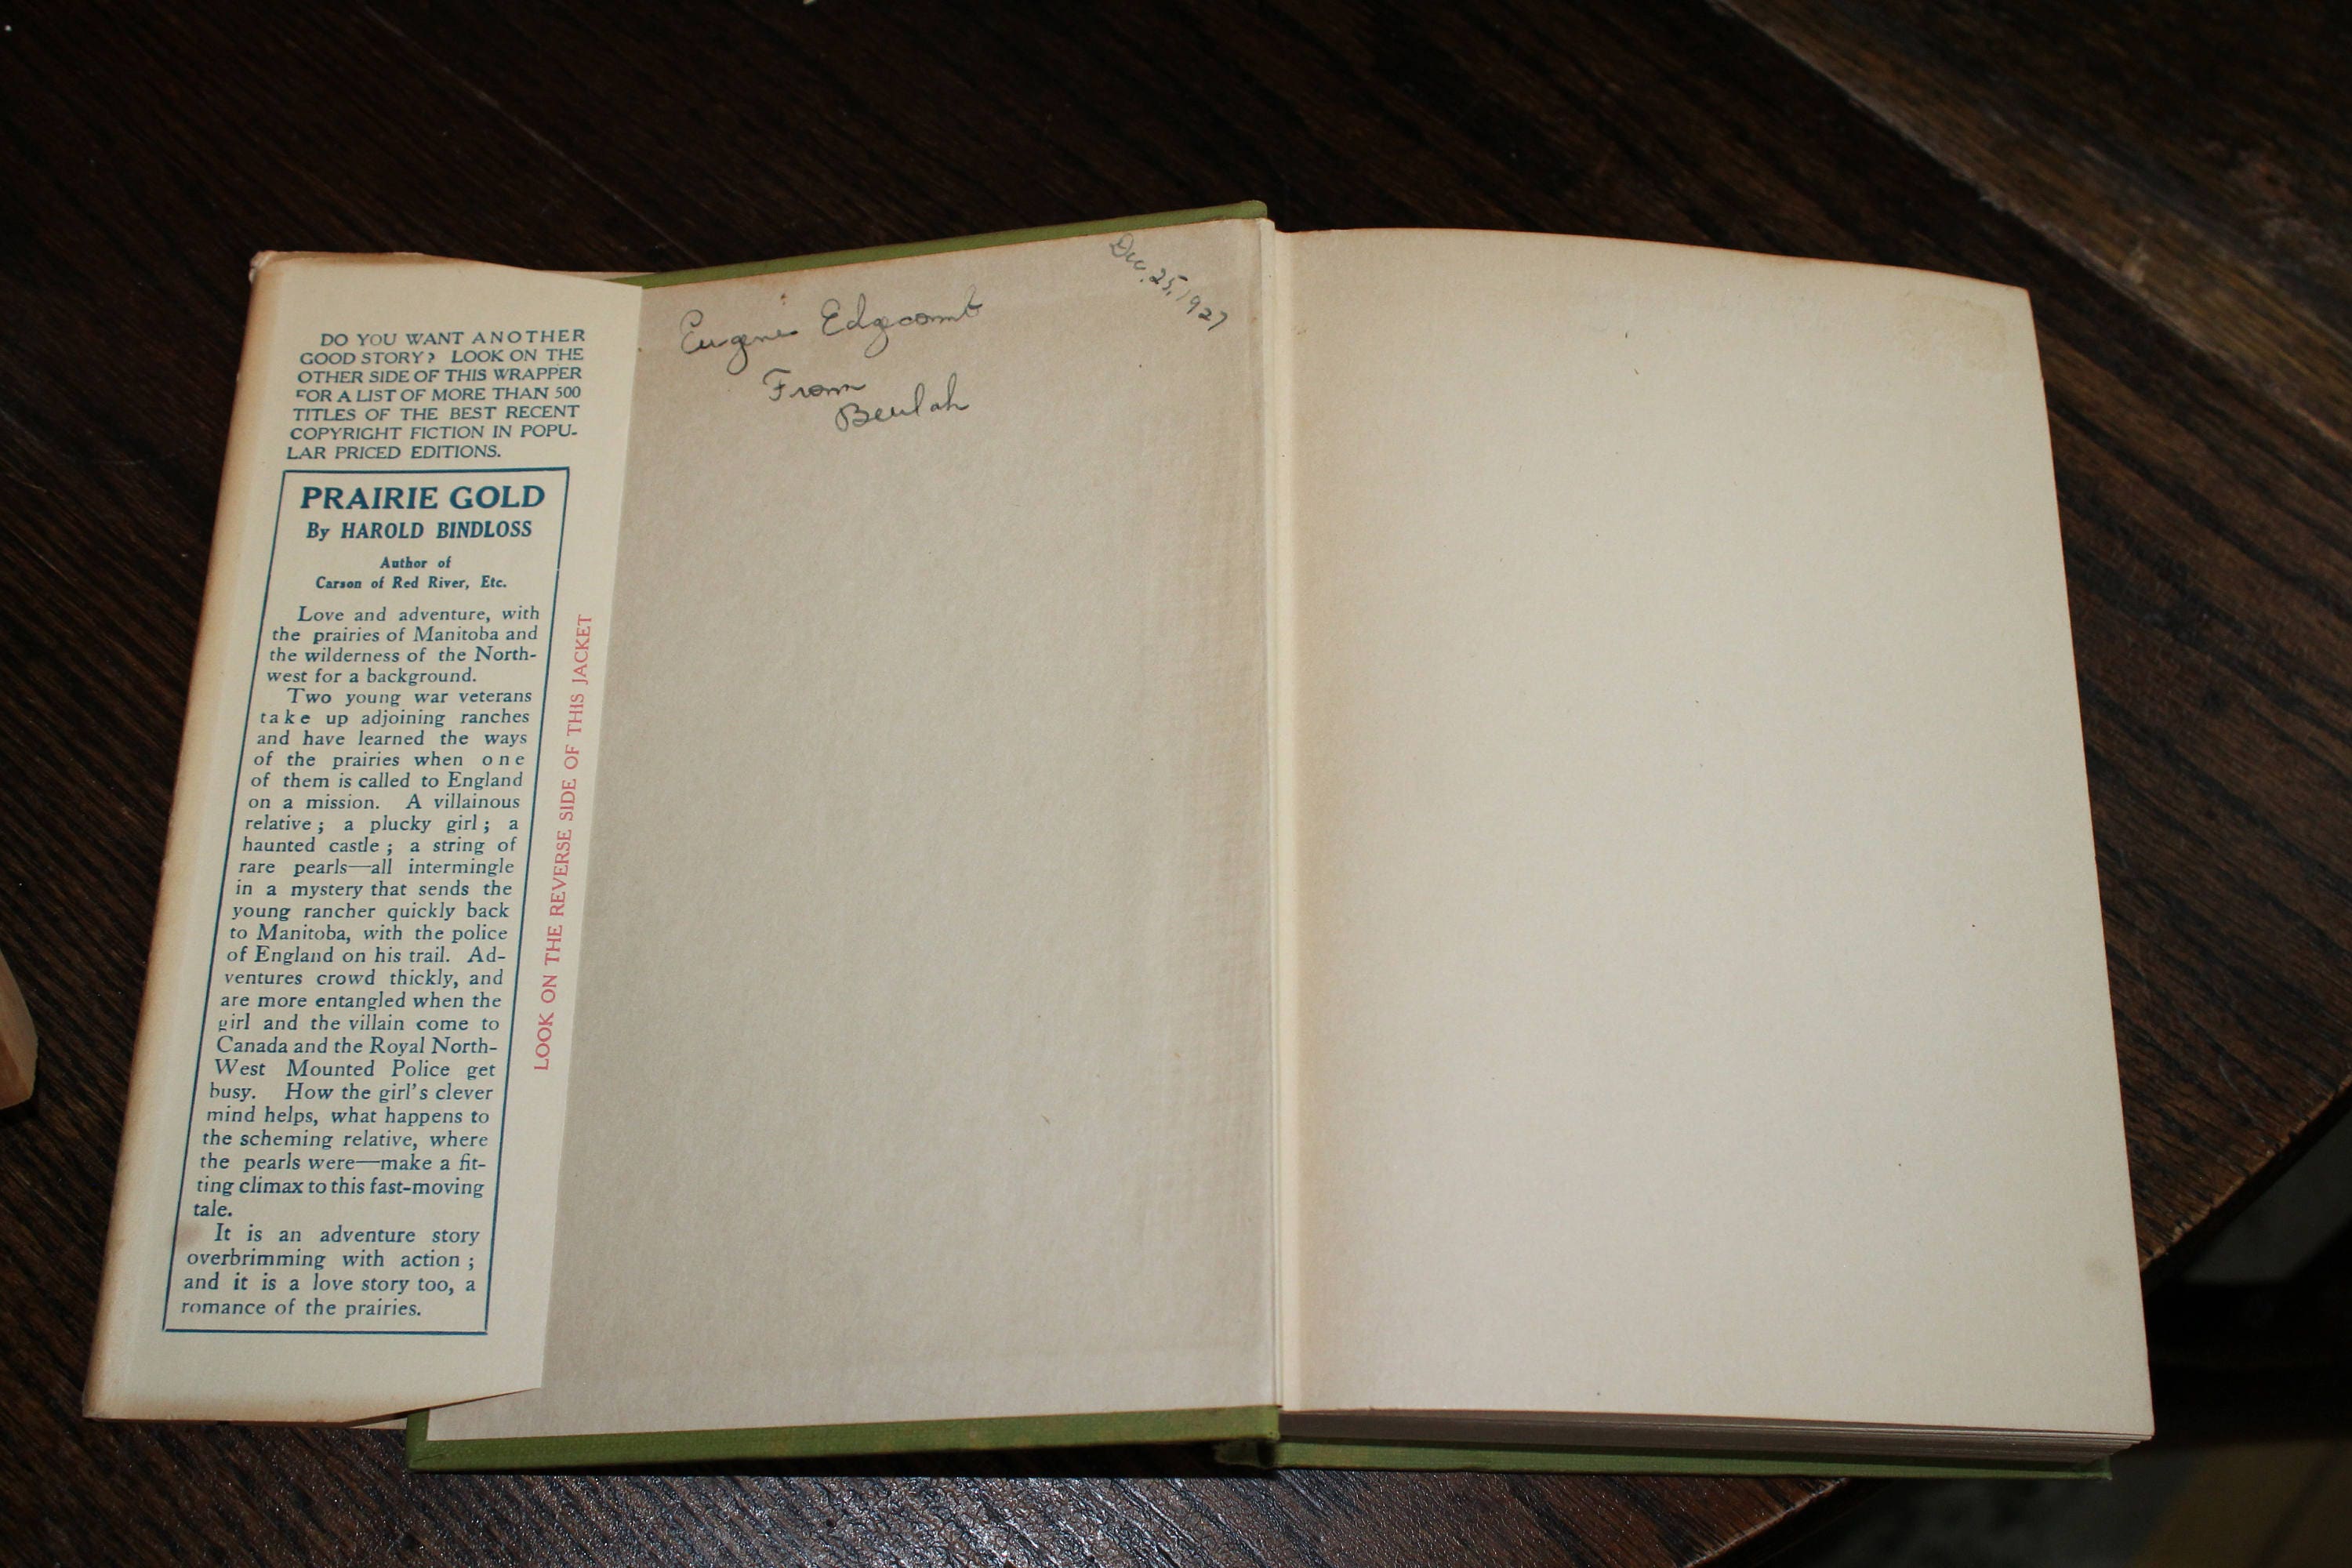 DO YOU WANT ANOTHER
GOOD STORY? LOOK ON THE
OTHER SIDE OF THIS WRAPPER
FOR A LIST OF MORE THAN 500
TITLES OF THE BEST RECENT
COPYRIGHT FICTION IN POPU-
LAR PRICED EDITIONS.
PRAIRIE GOLD
By HAROLD BINDLOSS
Author of
Carson of Red River, Etc.
Love and adventure, with
the prairies of Manitoba and
the wilderness of the North-
west for a background.
Two young war veterans
take up adjoining ranches
and have learned the ways
of the prairies when one
of them is called to England
on a mission. A villainous
relative; a plucky girl; a
haunted castle; a string of
rare pearls—all intermingle
in a mystery that sends the
young rancher quickly back
to Manitoba, with the police
of England on his trail. Ad-
ventures crowd thickly, and
are more entangled when the
girl and the villain come to
Canada and the Royal North-
West Mounted Police get
busy. How the girl's clever
mind helps, what happens to
the scheming relative, where
the pearls were—make a fit-
ting climax to this fast-moving
tale.
It is an adventure story
overbrimming with action;
and it is a love story too, a
romance of the prairies.
LOOK ON THE REVERSE SIDE OF THIS JACKET
Eugene Edgcomb
From
Beulah
Dec. 25, 1927